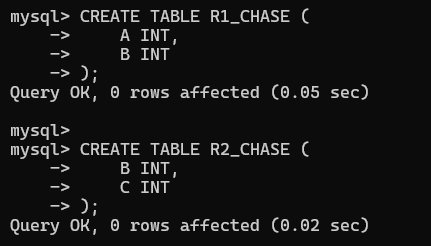 mysql> CREATE TABLE R1_CHASE (
    ->     A INT,
    ->     B INT
    -> );
Query OK, 0 rows affected (0.05 sec)

mysql>
mysql> CREATE TABLE R2_CHASE (
    ->     B INT,
    ->     C INT
    -> );
Query OK, 0 rows affected (0.02 sec)